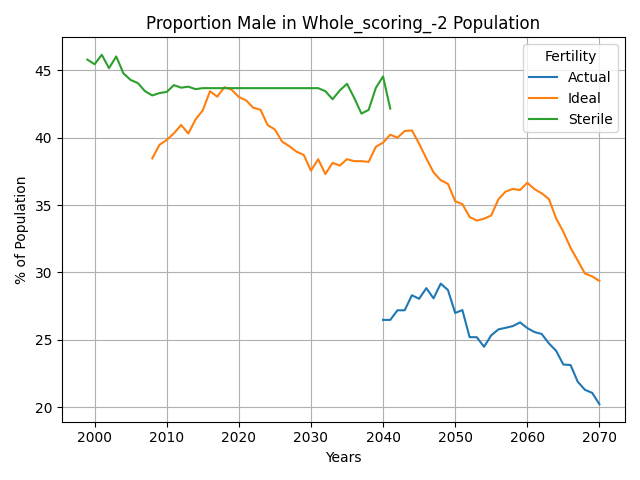 Proportion Male in Whole_scoring_-2 Population
Fertility
Actual
Ideal
Sterile
% of Population
45
40
35
30
25
20
2000
2010
2020
2030
2040
2050
2060
2070
Years